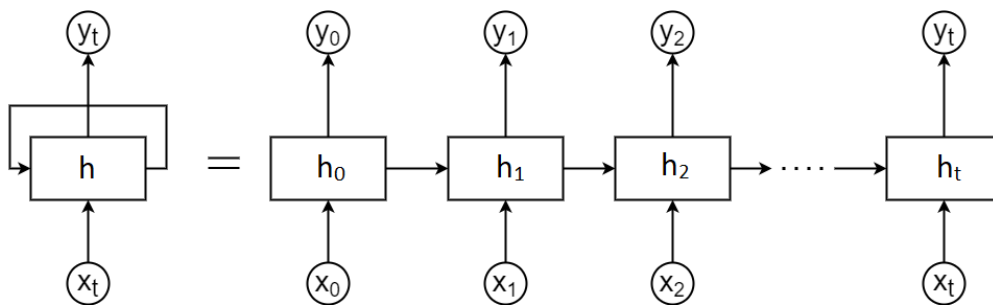 yt y0 y1 y2 yt
h = h0 h1 h2 ····· ht
xt x0 x1 x2 xt